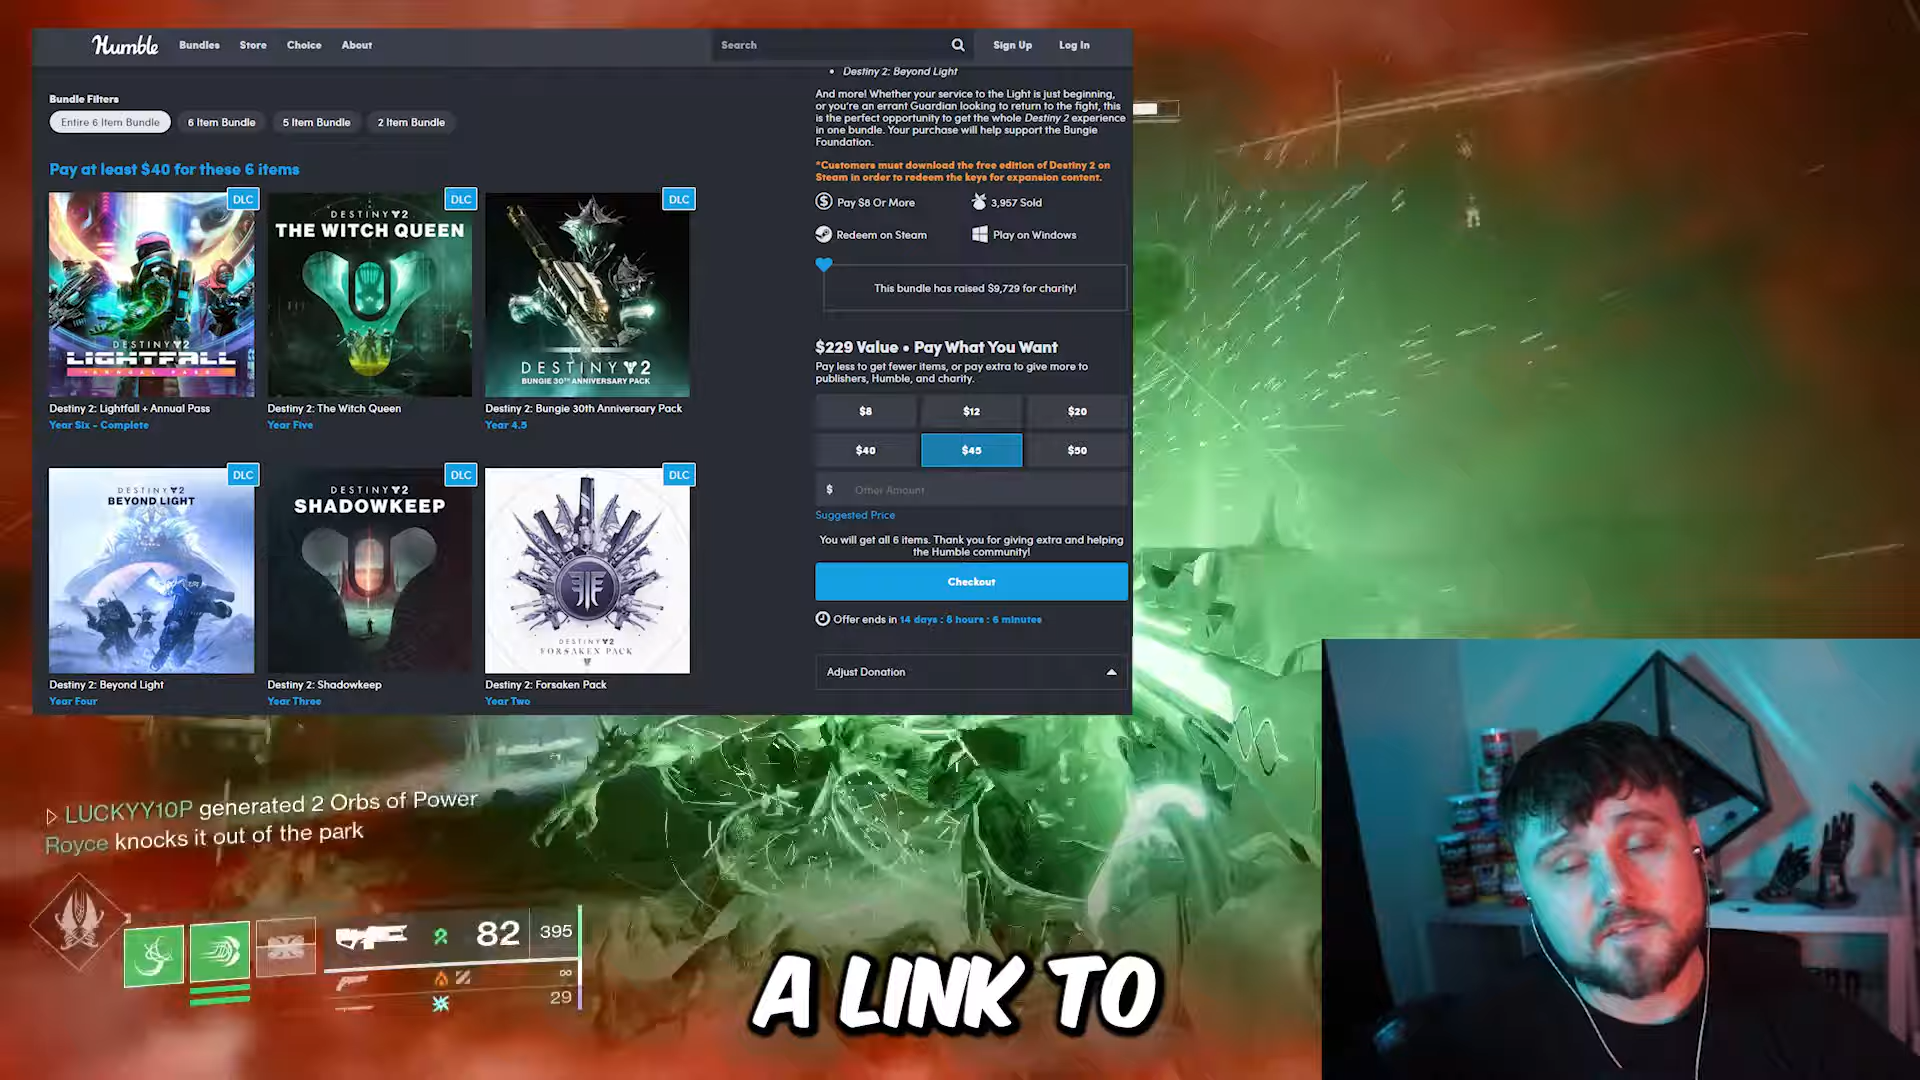 Humble
Bundles
Store
Choice
About
Search
Sign Up
Log In
Bundle Filters
Entire 6 Item Bundle
6 Item Bundle
5 Item Bundle
2 Item Bundle
Pay at least $40 for these 6 items
DLC
DESTINY 2
LIGHTFALL
ANNUAL PASS
Destiny 2: Lightfall + Annual Pass
Year Six - Complete
DLC
DESTINY 2
THE WITCH QUEEN
Destiny 2: The Witch Queen
Year Five
DLC
DESTINY 2
BUNGIE 30TH ANNIVERSARY PACK
Destiny 2: Bungie 30th Anniversary Pack
Year 4.5
DLC
DESTINY 2
BEYOND LIGHT
Destiny 2: Beyond Light
Year Four
DLC
DESTINY 2
SHADOWKEEP
Destiny 2: Shadowkeep
Year Three
DLC
DESTINY 2
FORSAKEN PACK
Destiny 2: Forsaken Pack
Year Two
• Destiny 2: Beyond Light
And more! Whether your service to the Light is just beginning,
or you're an errant Guardian looking to return to the fight, this
is the perfect opportunity to get the whole Destiny 2 experience
in one bundle. Your purchase will help support the Bungie
Foundation.
*Customers must download the free edition of Destiny 2 on
Steam in order to redeem the keys for expansion content.
Pay $8 Or More
3,957 Sold
Redeem on Steam
Play on Windows
This bundle has raised $9,729 for charity!
$229 Value • Pay What You Want
Pay less to get fewer items, or pay extra to give more to
publishers, Humble, and charity.
$8
$12
$20
$40
$45
$50
$ Other Amount
Suggested Price
You will get all 6 items. Thank you for giving extra and helping
the Humble community!
Checkout
Offer ends in 14 days : 8 hours : 6 minutes
Adjust Donation
LUCKYY10P generated 2 Orbs of Power
Royce knocks it out of the park
82
395
∞
29
A LINK TO